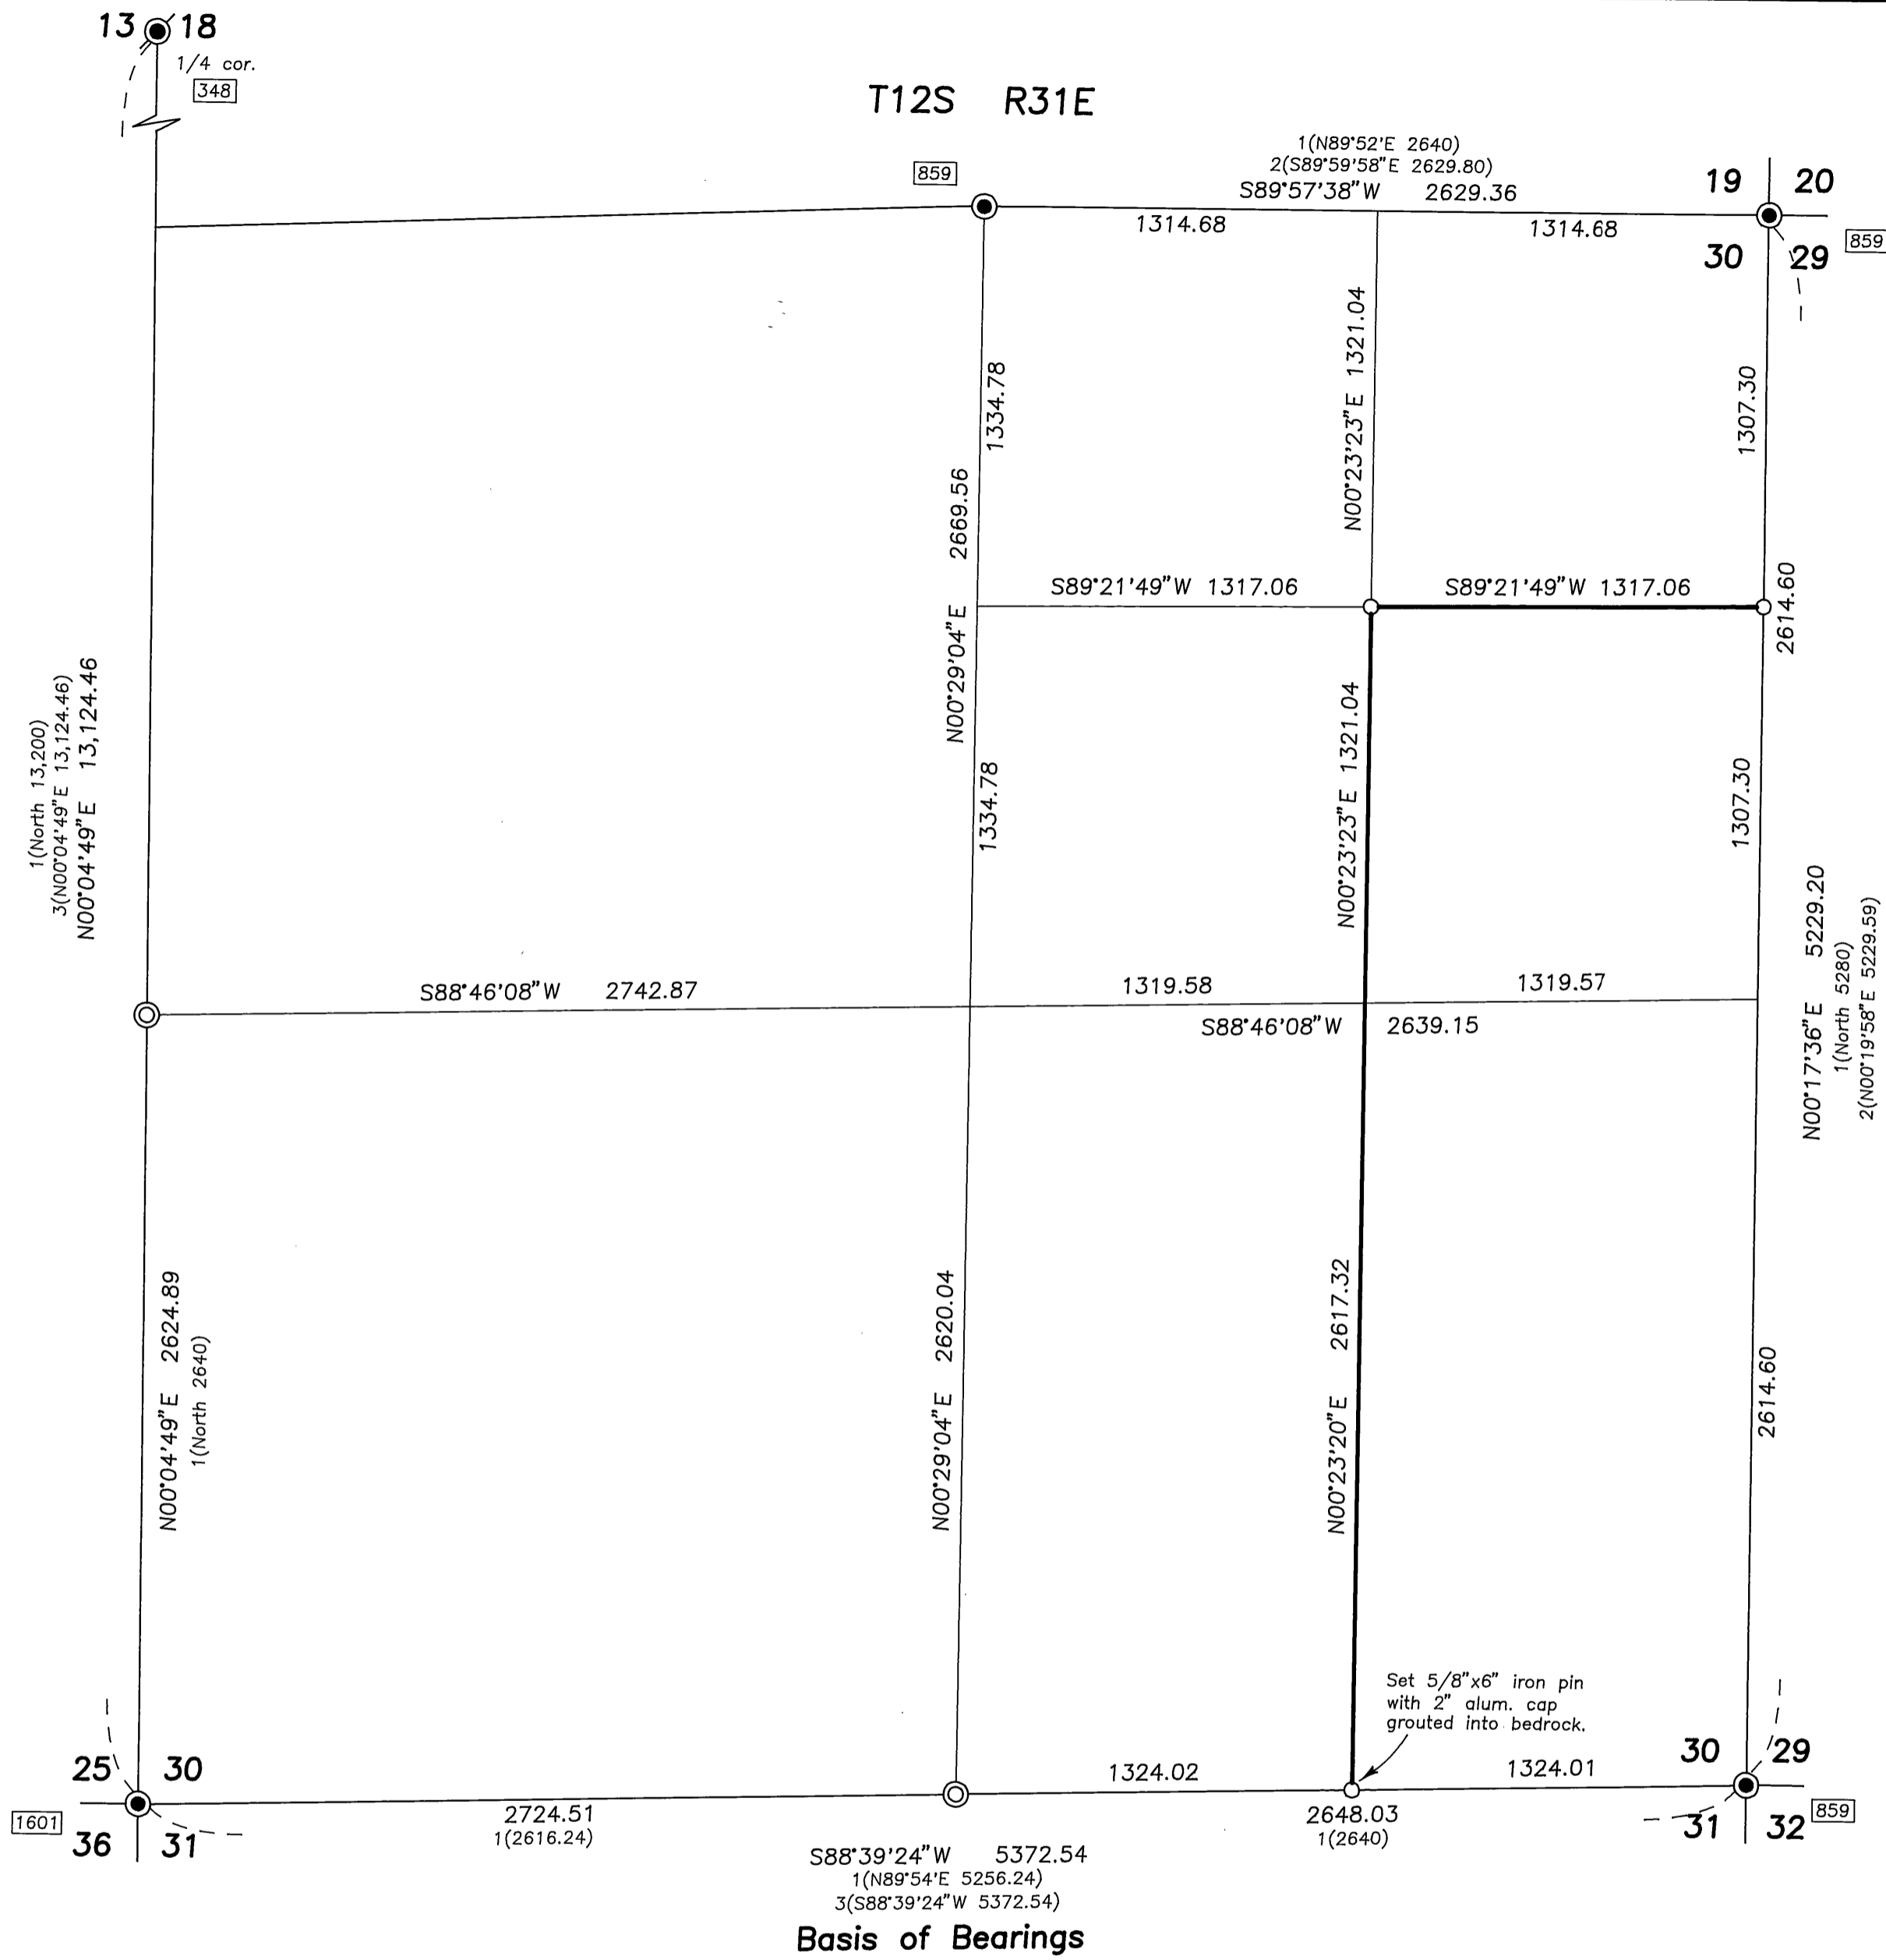 13 18
1/4 cor.
348
T12S R31E
1(N89°52'E 2640)
2(S89°59'58"E 2629.80)
S89°57'38"W 2629.36
859
19 20
1314.68
1314.68
30 29
859
N00°23'23"E 1321.04
1334.78
1307.30
N00°29'04"E 2669.56
S89°21'49"W 1317.06
S89°21'49"W 1317.06
2614.60
1(North 13,200)
3(N00°04'49"E 13,124.46)
N00°04'49"E 13,124.46
1334.78
N00°23'23"E 1321.04
1307.30
S88°46'08"W 2742.87
1319.58
1319.57
S88°46'08"W 2639.15
N00°17'36"E 5229.20
1(North 5280)
2(N00°19'58"E 5229.59)
N00°04'49"E 2624.89
1(North 2640)
N00°29'04"E 2620.04
N00°23'20"E 2617.32
2614.60
Set 5/8"x6" iron pin
with 2" alum. cap
grouted into bedrock.
25 30
30 29
1324.02
1324.01
1601
36 31
2724.51
1(2616.24)
2648.03
1(2640)
31 32
859
S88°39'24"W 5372.54
1(N89°54'E 5256.24)
3(S88°39'24"W 5372.54)
Basis of Bearings